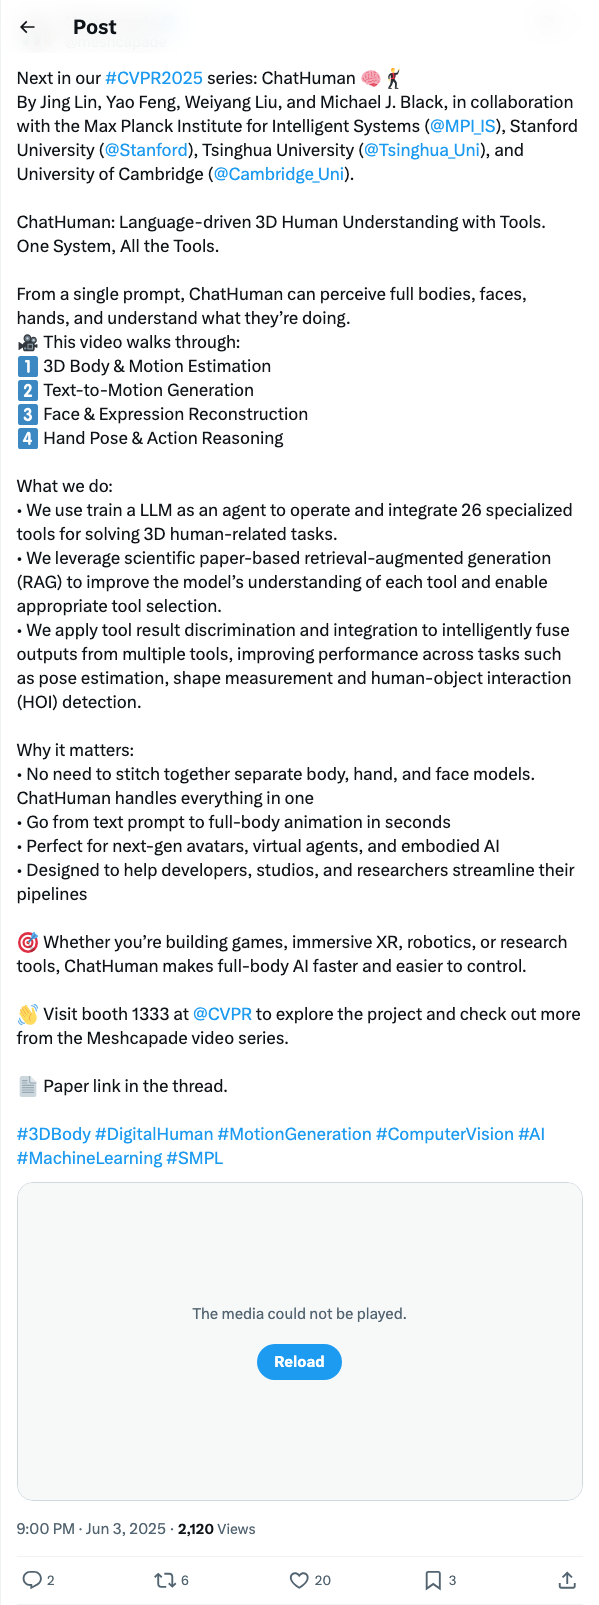 Post
Next in our #CVPR2025 series: ChatHuman 🧠🕺
By Jing Lin, Yao Feng, Weiyang Liu, and Michael J. Black, in collaboration
with the Max Planck Institute for Intelligent Systems (@MPI_IS), Stanford
University (@Stanford), Tsinghua University (@Tsinghua_Uni), and
University of Cambridge (@Cambridge_Uni).
ChatHuman: Language-driven 3D Human Understanding with Tools.
One System, All the Tools.
From a single prompt, ChatHuman can perceive full bodies, faces,
hands, and understand what they’re doing.
🎥 This video walks through:
1️⃣ 3D Body & Motion Estimation
2️⃣ Text-to-Motion Generation
3️⃣ Face & Expression Reconstruction
4️⃣ Hand Pose & Action Reasoning
What we do:
• We use train a LLM as an agent to operate and integrate 26 specialized
tools for solving 3D human-related tasks.
• We leverage scientific paper-based retrieval-augmented generation
(RAG) to improve the model’s understanding of each tool and enable
appropriate tool selection.
• We apply tool result discrimination and integration to intelligently fuse
outputs from multiple tools, improving performance across tasks such
as pose estimation, shape measurement and human-object interaction
(HOI) detection.
Why it matters:
• No need to stitch together separate body, hand, and face models.
ChatHuman handles everything in one
• Go from text prompt to full-body animation in seconds
• Perfect for next-gen avatars, virtual agents, and embodied AI
• Designed to help developers, studios, and researchers streamline their
pipelines
🎯 Whether you’re building games, immersive XR, robotics, or research
tools, ChatHuman makes full-body AI faster and easier to control.
👋 Visit booth 1333 at @CVPR to explore the project and check out more
from the Meshcapade video series.
📄 Paper link in the thread.
#3DBody #DigitalHuman #MotionGeneration #ComputerVision #AI
#MachineLearning #SMPL
The media could not be played.
Reload
9:00 PM · Jun 3, 2025 · 2,120 Views
2 6 20 3